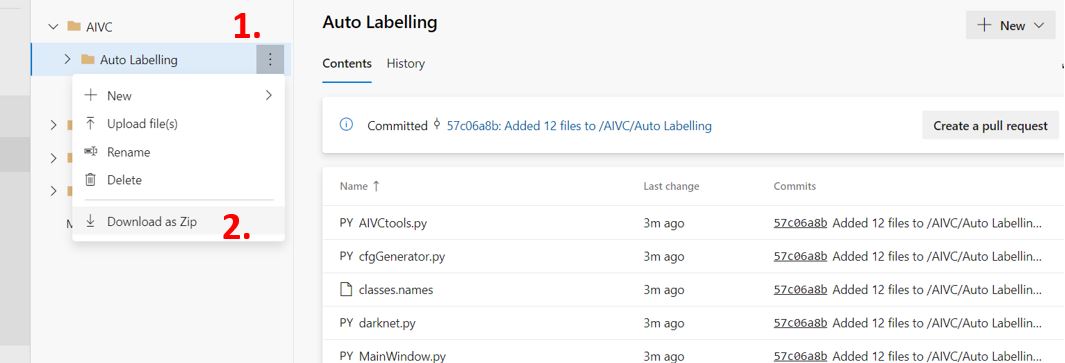 AIVC
1.
Auto Labelling
New
Upload file(s)
Rename
Delete
Download as Zip
2.
M
Auto Labelling
New
Contents
History
Committed 57c06a8b: Added 12 files to /AIVC/Auto Labelling
Create a pull request
Name ↑ Last change Commits
PY AIVCtools.py 3m ago 57c06a8b Added 12 files to /AIVC/Auto Labellin...
PY cfgGenerator.py 3m ago 57c06a8b Added 12 files to /AIVC/Auto Labellin...
classes.names 3m ago 57c06a8b Added 12 files to /AIVC/Auto Labellin...
PY darknet.py 3m ago 57c06a8b Added 12 files to /AIVC/Auto Labellin...
PY MainWindow.py 3m ago 57c06a8b Added 12 files to /AIVC/Auto Labellin...